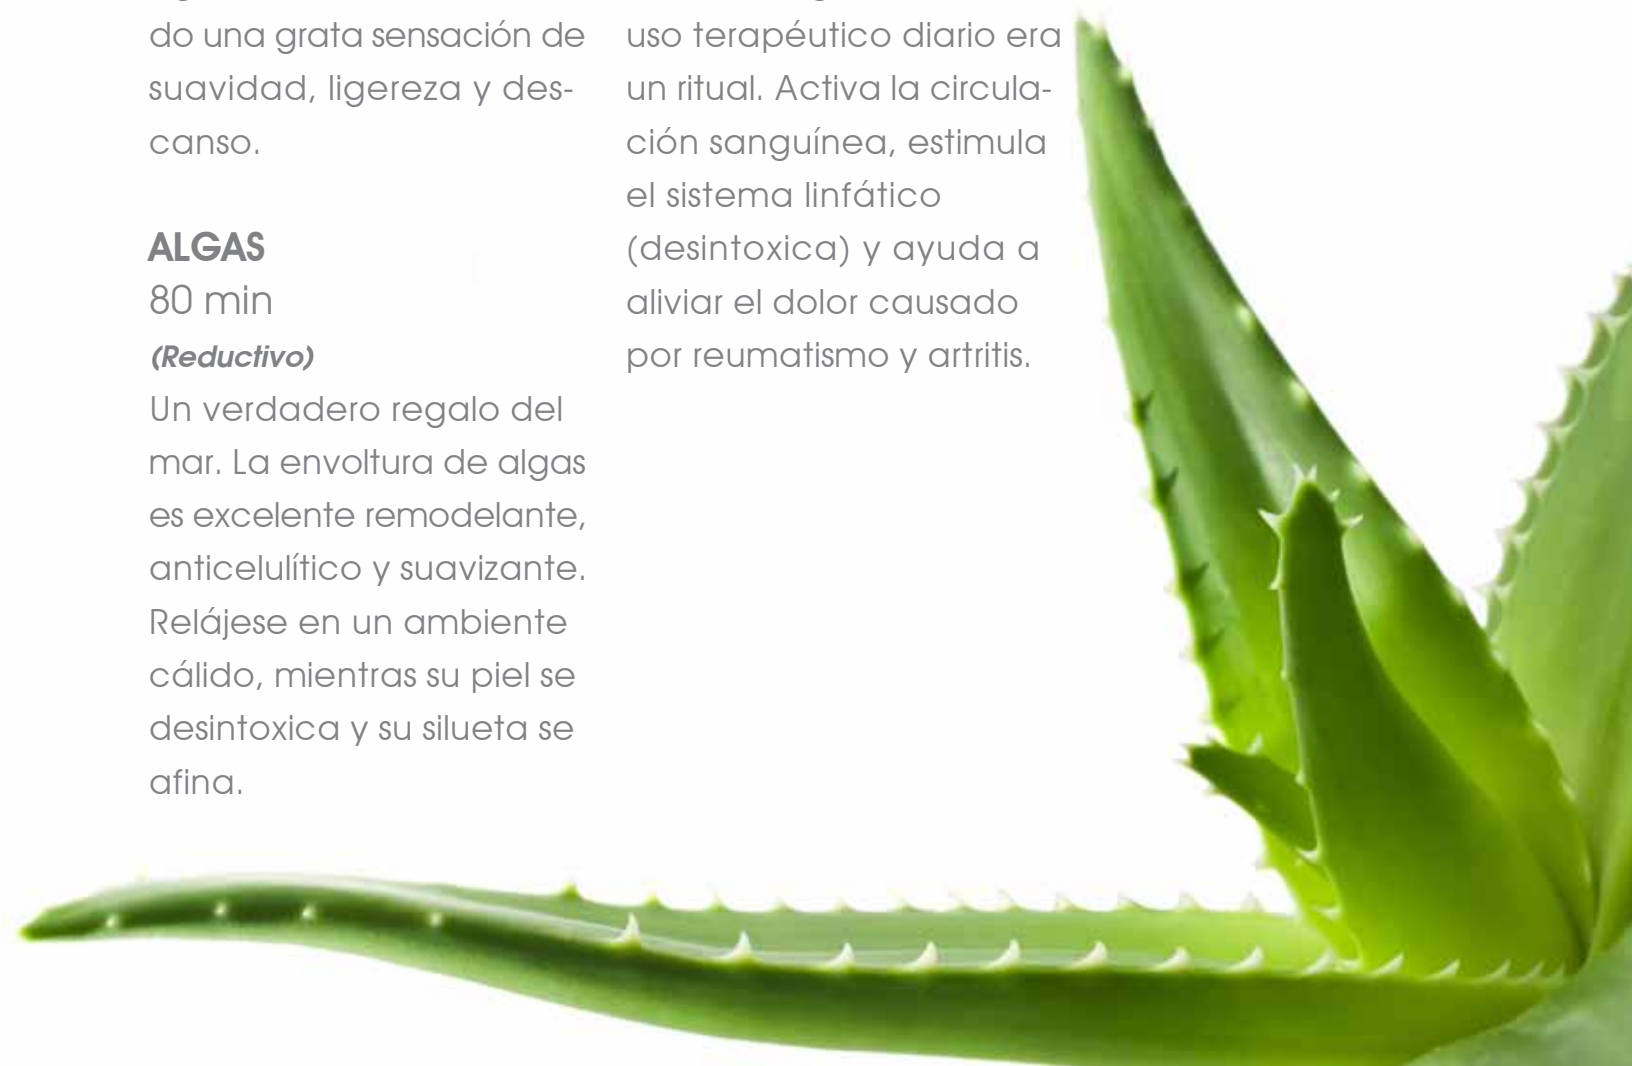 do una grata sensación de
suavidad, ligereza y des-
canso.
ALGAS
80 min
(Reductivo)
Un verdadero regalo del
mar. La envoltura de algas
es excelente remodelante,
anticelulítico y suavizante.
Relájese en un ambiente
cálido, mientras su piel se
desintoxica y su silueta se
afina.
uso terapéutico diario era
un ritual. Activa la circula-
ción sanguínea, estimula
el sistema linfático
(desintoxica) y ayuda a
aliviar el dolor causado
por reumatismo y artritis.